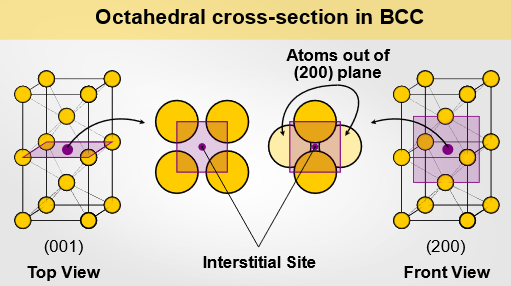 Octahedral cross-section in BCC
Atoms out of
(200) plane
(001)
Top View
Interstitial Site
(200)
Front View